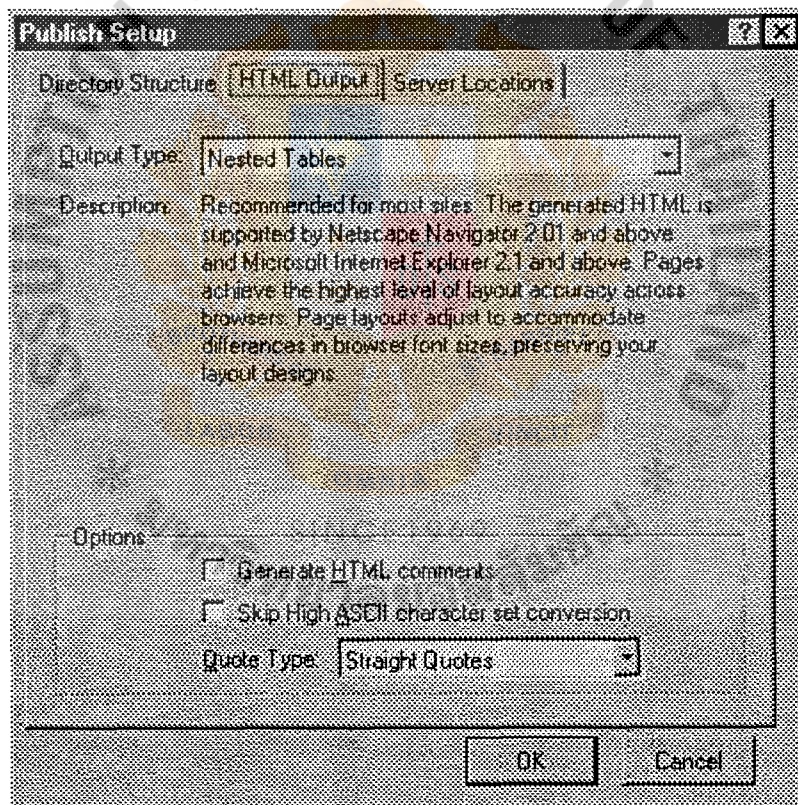 Publish Setup
Directory Structure HTML Output Server Locations
Output Type: Nested Tables
Description: Recommended for most sites. The generated HTML is
supported by Netscape Navigator 2.01 and above
and Microsoft Internet Explorer 2.1 and above. Pages
achieve the highest level of layout accuracy across
browsers. Page layouts adjust to accommodate
differences in browser font sizes, preserving your
layout designs.
Options
Generate HTML comments
Skip High ASCII character set conversion
Quote Type: Straight Quotes
OK Cancel